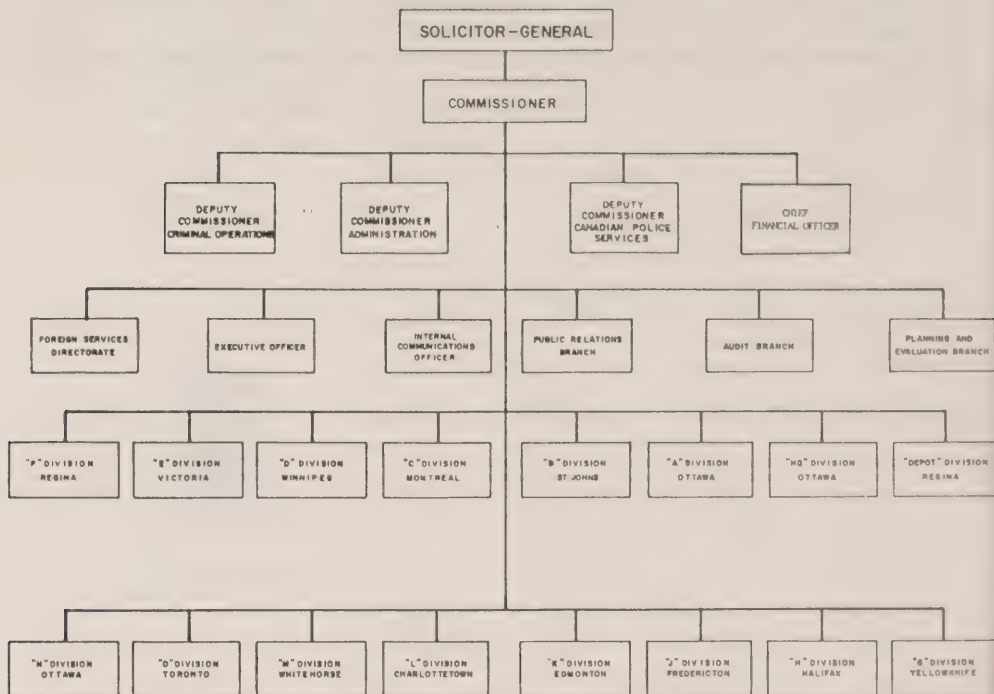 SOLICITOR-GENERAL
COMMISSIONER
DEPUTY
COMMISSIONER
CRIMINAL OPERATIONS
DEPUTY
COMMISSIONER
ADMINISTRATION
DEPUTY
COMMISSIONER
CANADIAN POLICE
SERVICES
CHIEF
FINANCIAL OFFICER
FOREIGN SERVICES
DIRECTORATE
EXECUTIVE OFFICER
INTERNAL
COMMUNICATIONS
OFFICER
PUBLIC RELATIONS
BRANCH
AUDIT BRANCH
PLANNING AND
EVALUATION BRANCH
"F" DIVISION
REGINA
"E" DIVISION
VICTORIA
"D" DIVISION
WINNIPEG
"C" DIVISION
MONTREAL
"B" DIVISION
ST JOHNS
"A" DIVISION
OTTAWA
"HQ" DIVISION
OTTAWA
"DEPOT" DIVISION
REGINA
"N" DIVISION
OTTAWA
"O" DIVISION
TORONTO
"M" DIVISION
WHITEHORSE
"L" DIVISION
CHARLOTTETOWN
"K" DIVISION
EDMONTON
"J" DIVISION
FREDERICTON
"H" DIVISION
HALIFAX
"G" DIVISION
YELLOWKNIFE